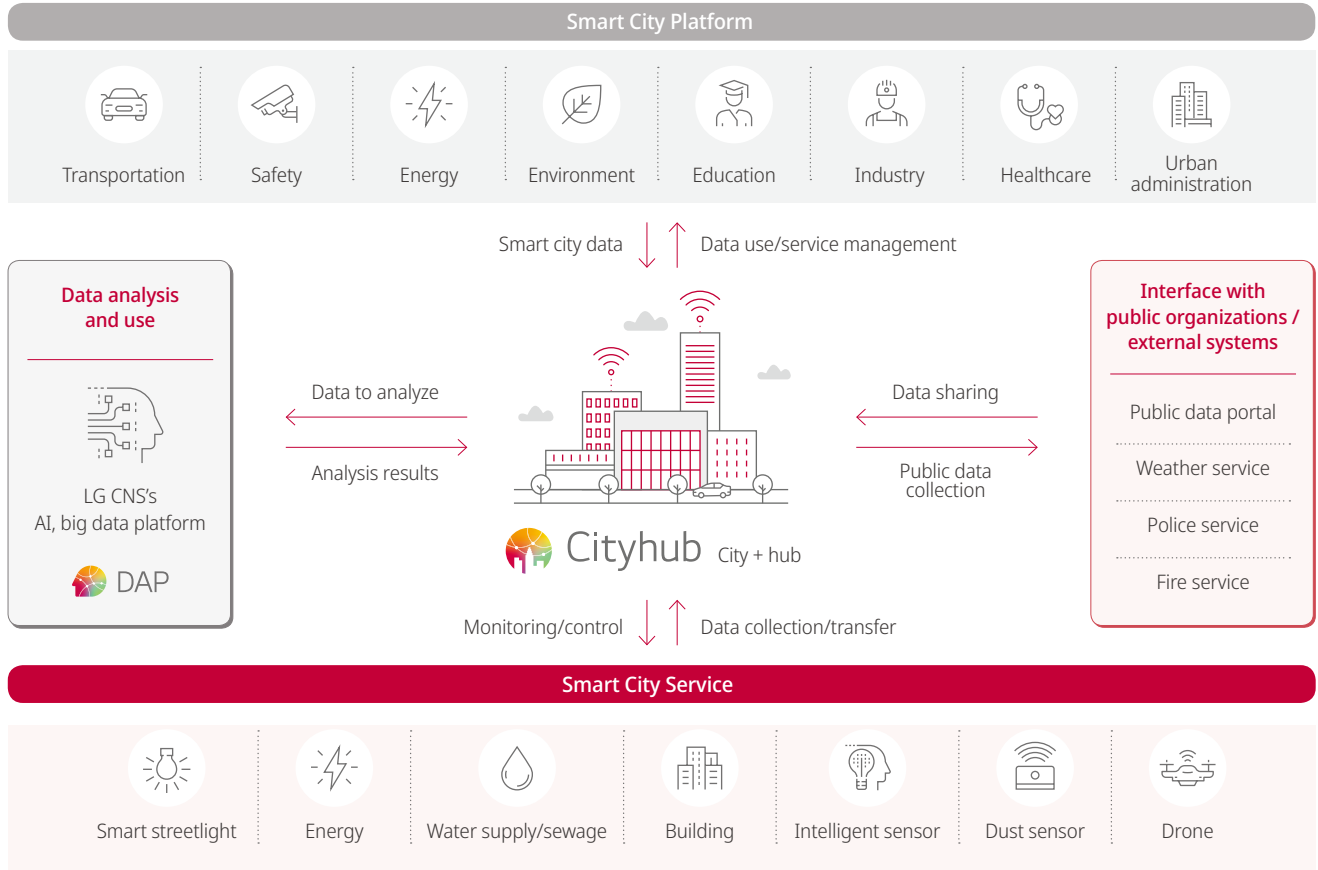 Smart City Platform
Transportation
Safety
Energy
Environment
Education
Industry
Healthcare
Urban
administration
Smart city data
Data use/service management
Data analysis
and use
LG CNS's
AI, big data platform
DAP
Data to analyze
Analysis results
Cityhub City + hub
Data sharing
Public data
collection
Interface with
public organizations /
external systems
Public data portal
Weather service
Police service
Fire service
Monitoring/control
Data collection/transfer
Smart City Service
Smart streetlight
Energy
Water supply/sewage
Building
Intelligent sensor
Dust sensor
Drone